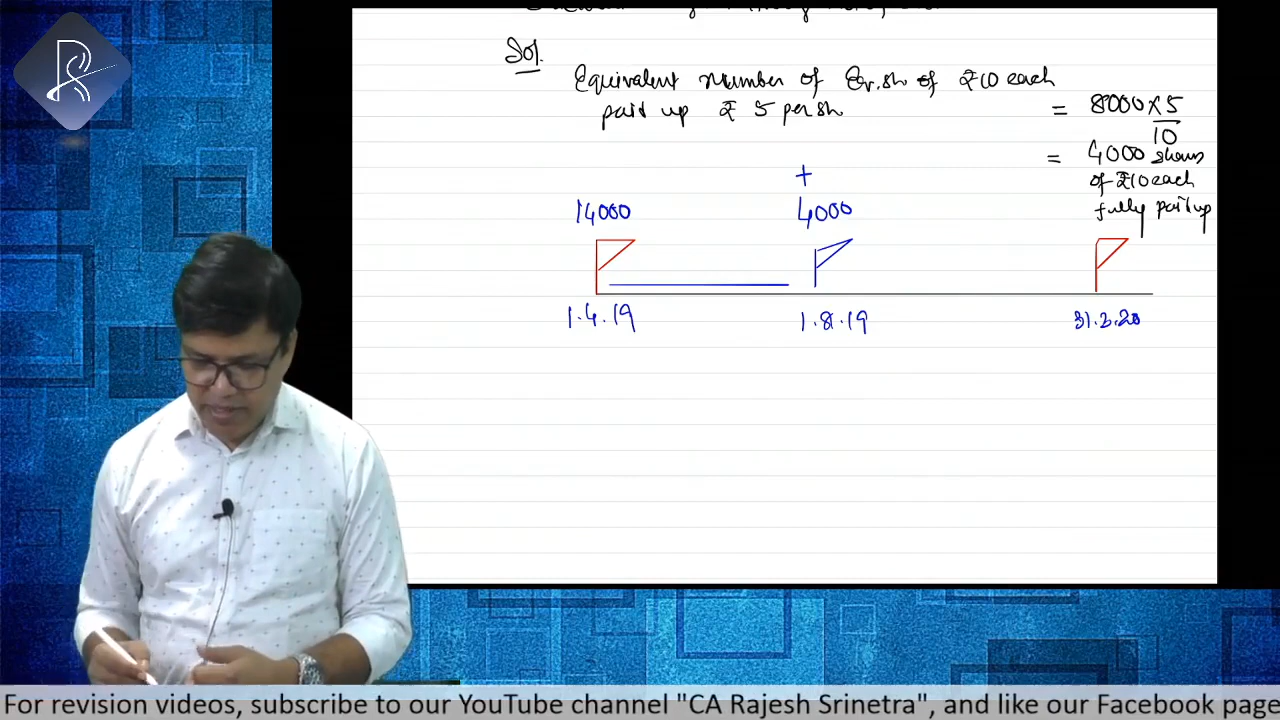 Sol.
Equivalent number of Eq. sh of ₹10 each
paid up ₹ 5 per sh
= 8000 × 5
10
= 4000 shares
of ₹10 each
fully paid up
+
14000 4000
1.4.19 1.8.19 31.3.20
For revision videos, subscribe to our YouTube channel "CA Rajesh Srinetra", and like our Facebook page